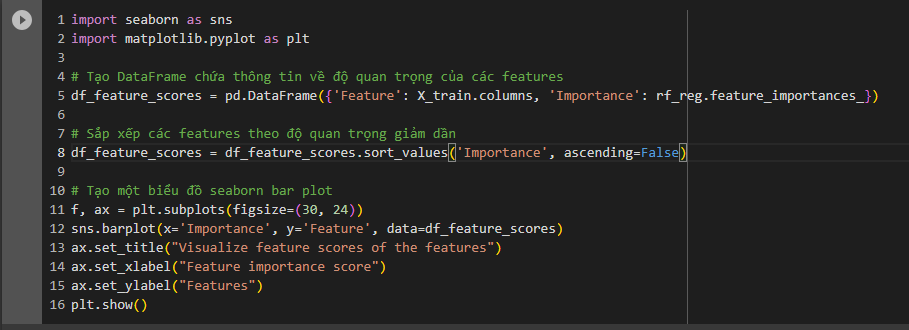 1 import seaborn as sns
2 import matplotlib.pyplot as plt
3
4 # Tạo DataFrame chứa thông tin về độ quan trọng của các features
5 df_feature_scores = pd.DataFrame({'Feature': X_train.columns, 'Importance': rf_reg.feature_importances_})
6
7 # Sắp xếp các features theo độ quan trọng giảm dần
8 df_feature_scores = df_feature_scores.sort_values('Importance', ascending=False)
9
10 # Tạo một biểu đồ seaborn bar plot
11 f, ax = plt.subplots(figsize=(30, 24))
12 sns.barplot(x='Importance', y='Feature', data=df_feature_scores)
13 ax.set_title("Visualize feature scores of the features")
14 ax.set_xlabel("Feature importance score")
15 ax.set_ylabel("Features")
16 plt.show()